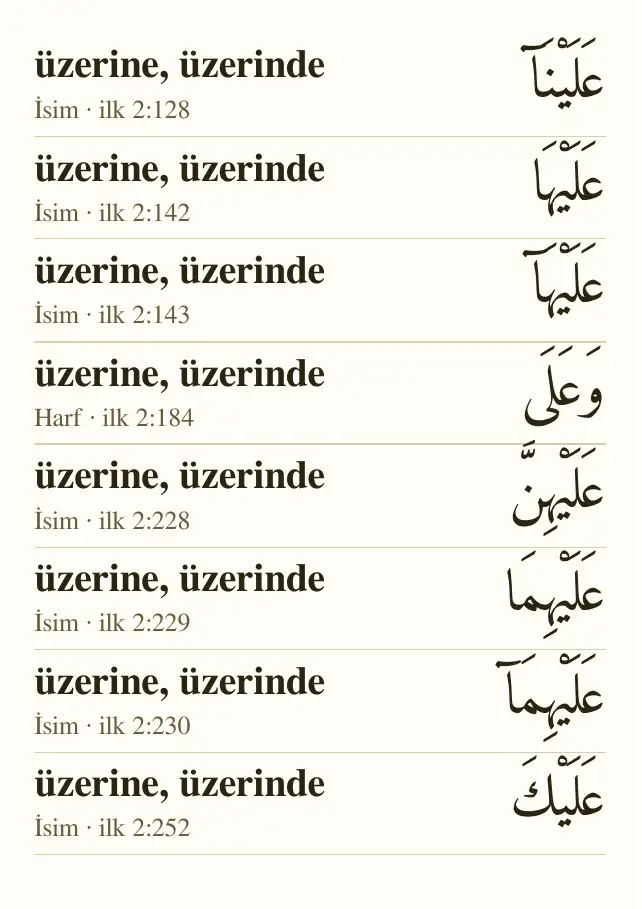 üzerine, üzerinde عَلَيْنَآ
İsim · ilk 2:128
üzerine, üzerinde عَلَيْهَا
İsim · ilk 2:142
üzerine, üzerinde عَلَيْهَآ
İsim · ilk 2:143
üzerine, üzerinde وَعَلَى
Harf · ilk 2:184
üzerine, üzerinde عَلَيْهِنَّ
İsim · ilk 2:228
üzerine, üzerinde عَلَيْهِمَا
İsim · ilk 2:229
üzerine, üzerinde عَلَيْهِمَآ
İsim · ilk 2:230
üzerine, üzerinde عَلَيْكَ
İsim · ilk 2:252